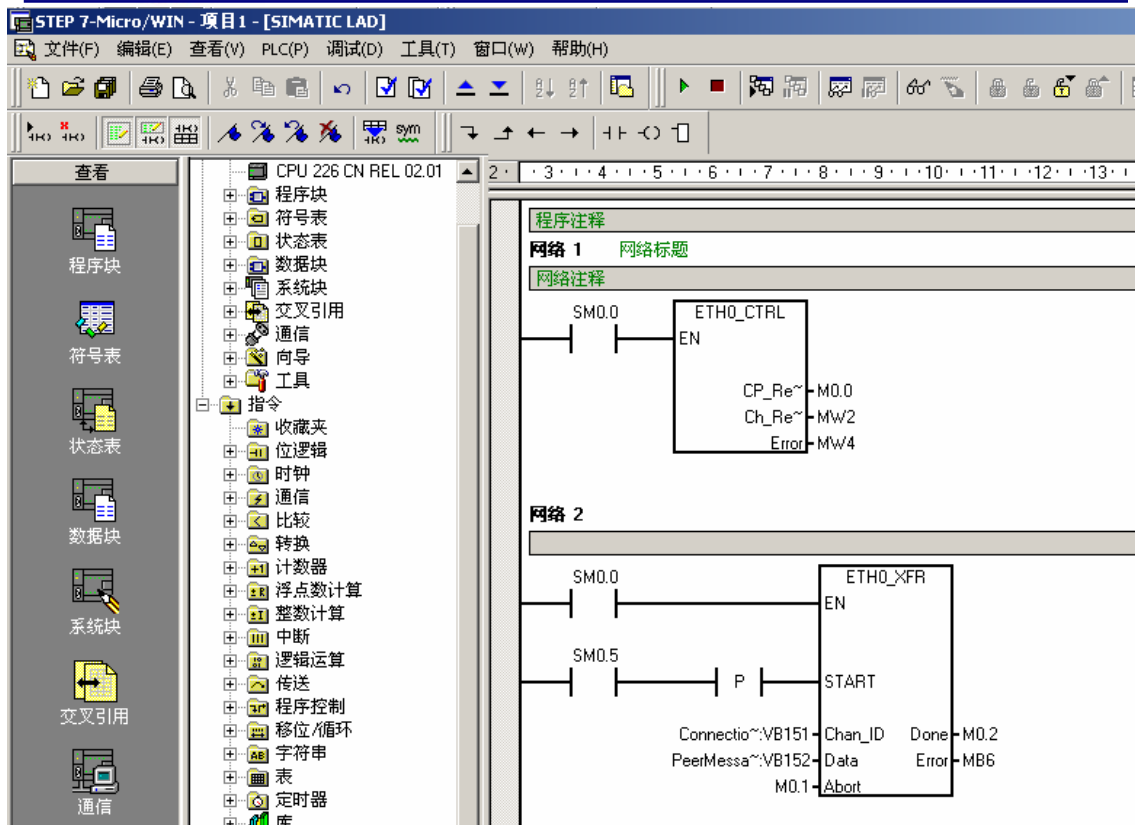 STEP 7-Micro/WIN - 项目1 - [SIMATIC LAD]
文件(F) 编辑(E) 查看(V) PLC(P) 调试(D) 工具(T) 窗口(W) 帮助(H)
sym
查看
程序块
符号表
状态表
数据块
系统块
交叉引用
通信
CPU 226 CN REL 02.01
程序块
符号表
状态表
数据块
系统块
交叉引用
通信
向导
工具
指令
收藏夹
位逻辑
时钟
通信
比较
转换
计数器
浮点数计算
整数计算
中断
逻辑运算
传送
程序控制
移位/循环
字符串
表
定时器
库
2 · · 3 · ı · 4 · ı · 5 · ı · 6 · ı · 7 · ı · 8 · ı · 9 · ı · 10 · ı · 11 · ı · 12 · ı · 13 · ı
程序注释
网络 1 网络标题
网络注释
SM0.0 ETH0_CTRL
EN
CP_Re~ M0.0
Ch_Re~ MW2
Error MW4
网络 2
SM0.0 ETH0_XFR
EN
SM0.5
P START
Connectio~:VB151 Chan_ID Done M0.2
PeerMessa~:VB152 Data Error MB6
M0.1 Abort